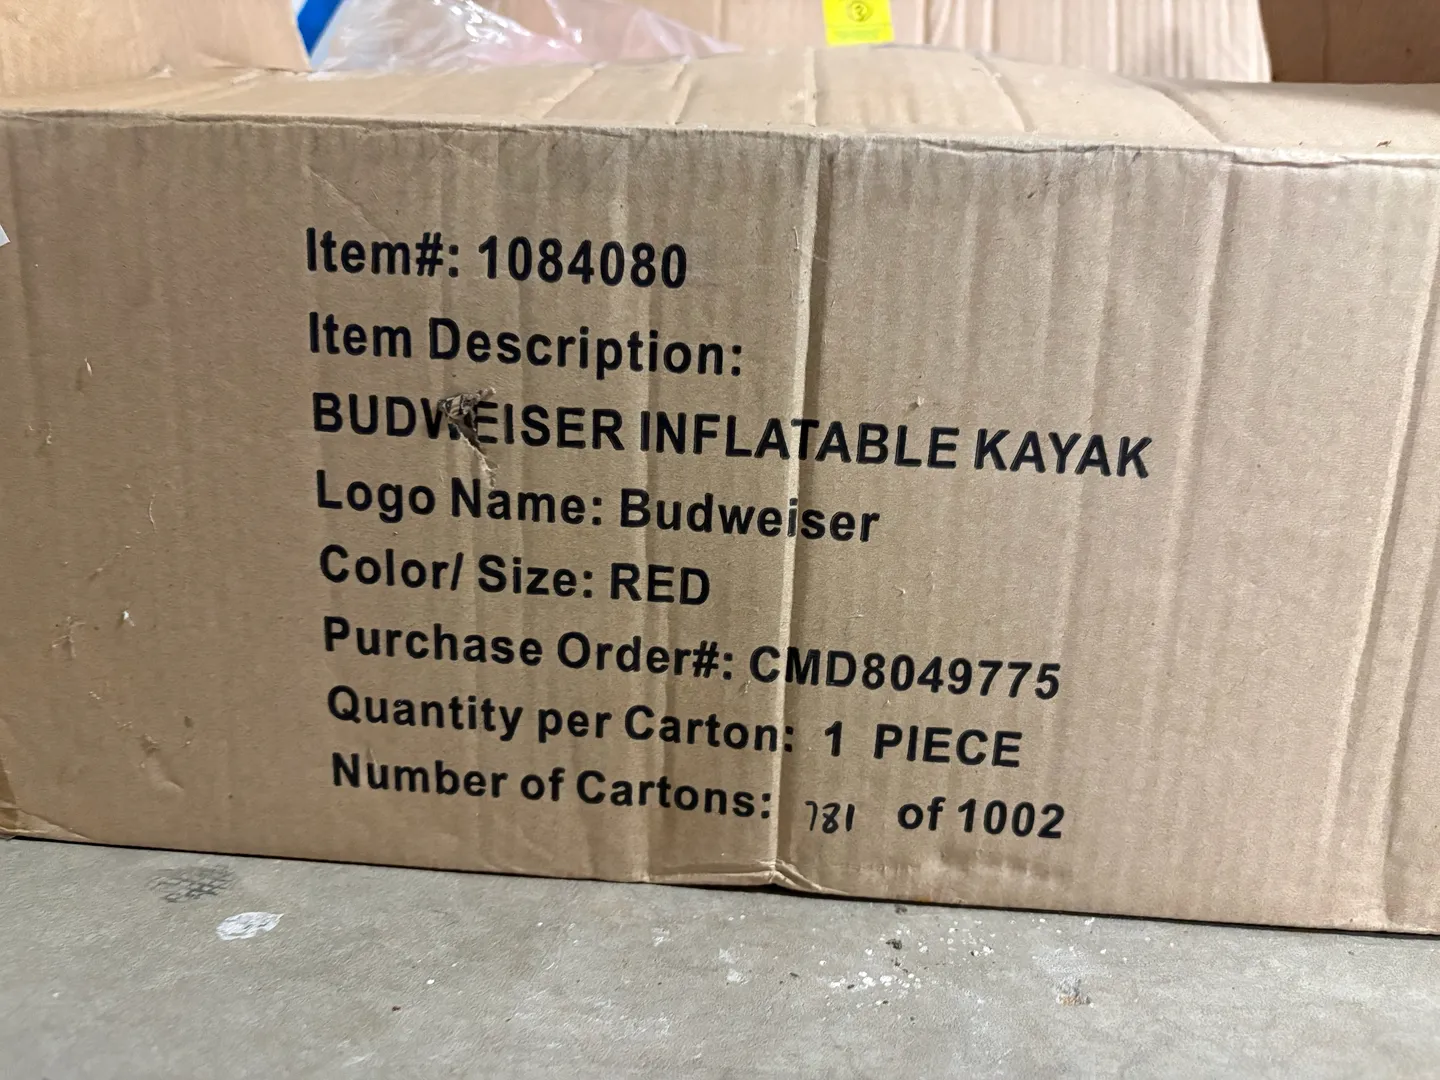 Item#: 1084080
Item Description:
BUDWEISER INFLATABLE KAYAK
Logo Name: Budweiser
Color/ Size: RED
Purchase Order#: CMD8049775
Quantity per Carton: 1 PIECE
Number of Cartons: 781 of 1002